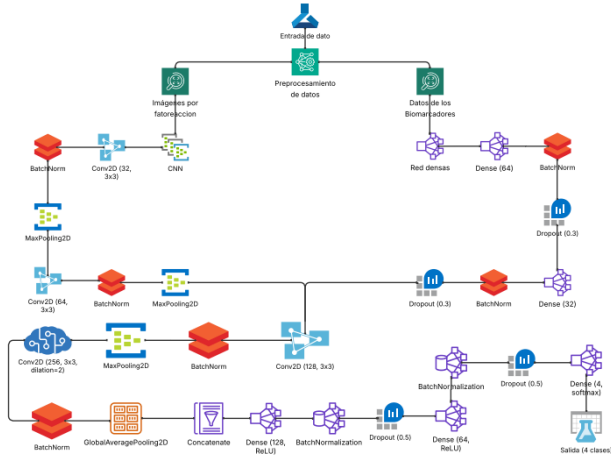 Entrada de dato
Preprocesamiento
de datos
Imágenes por
fatoreaccion
Datos de los
Biomarcadores
BatchNorm
Conv2D (32,
3x3)
CNN
Red densas
Dense (64)
BatchNorm
MaxPooling2D
Dropout (0.3)
Conv2D (64,
3x3)
BatchNorm
MaxPooling2D
Dropout (0.3)
BatchNorm
Dense (32)
Conv2D (256, 3x3,
dilation=2)
MaxPooling2D
BatchNorm
Conv2D (128, 3x3)
BatchNormalization
Dropout (0.5)
Dense (4,
softmax)
BatchNorm
GlobalAveragePooling2D
Concatenate
Dense (128,
ReLU)
BatchNormalization
Dropout (0.5)
Dense (64,
ReLU)
Salida (4 clases)